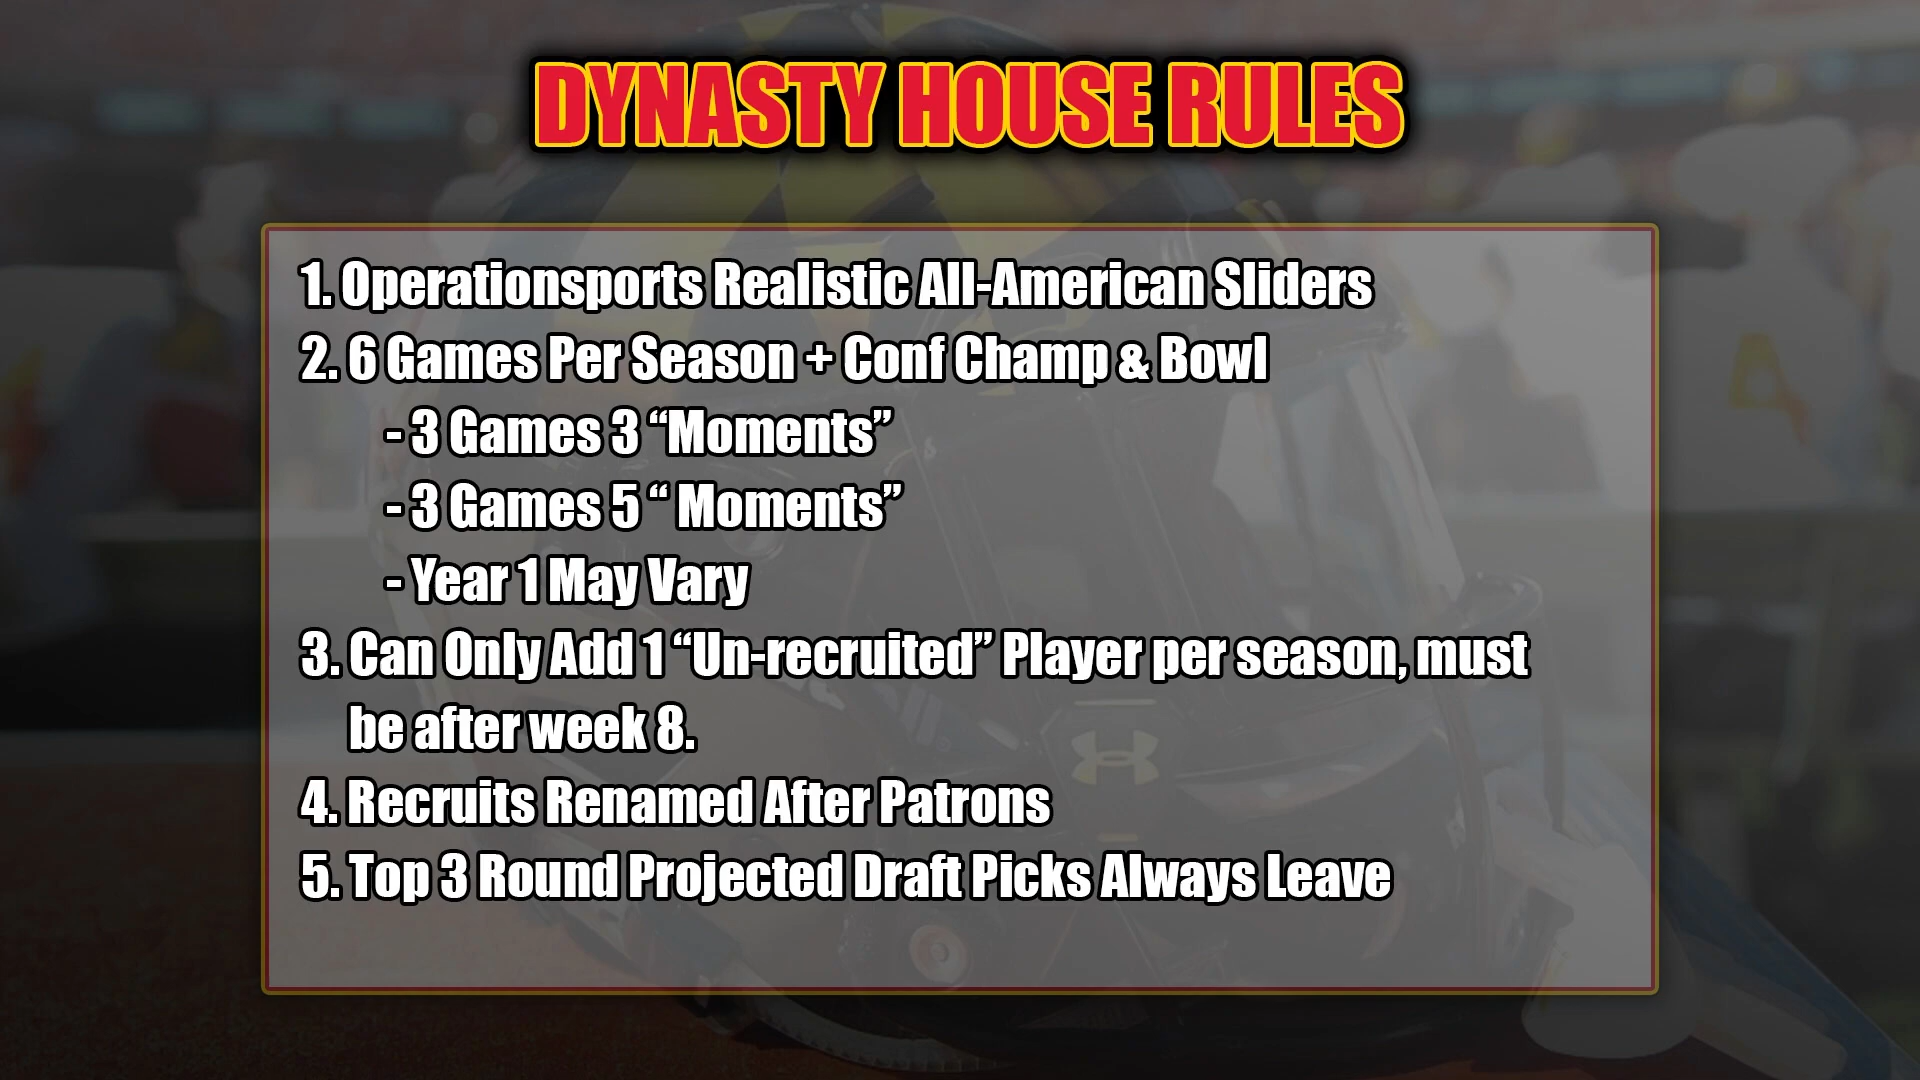 DYNASTY HOUSE RULES
1. Operationsports Realistic All-American Sliders
2. 6 Games Per Season + Conf Champ & Bowl
- 3 Games 3 “Moments”
- 3 Games 5 “ Moments”
- Year 1 May Vary
3. Can Only Add 1 “Un-recruited” Player per season, must
be after week 8.
4. Recruits Renamed After Patrons
5. Top 3 Round Projected Draft Picks Always Leave